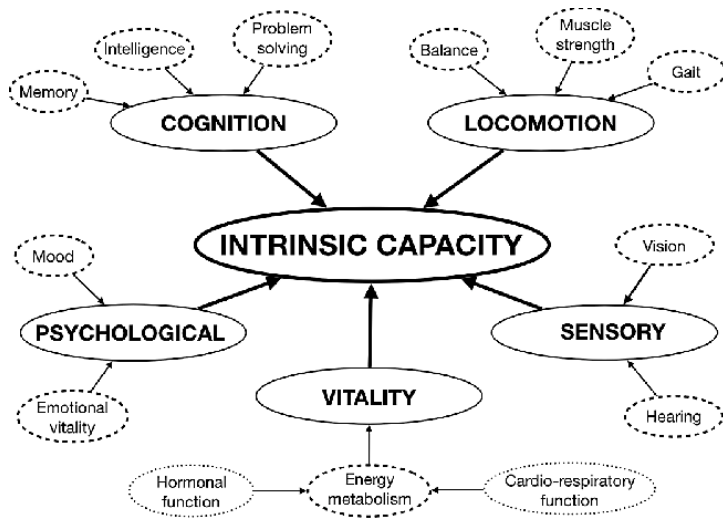 Intelligence
Problem
solving
Memory
COGNITION
Balance
Muscle
strength
Gait
LOCOMOTION
INTRINSIC CAPACITY
Mood
PSYCHOLOGICAL
Emotional
vitality
Vision
SENSORY
Hearing
VITALITY
Hormonal
function
Energy
metabolism
Cardio-respiratory
function